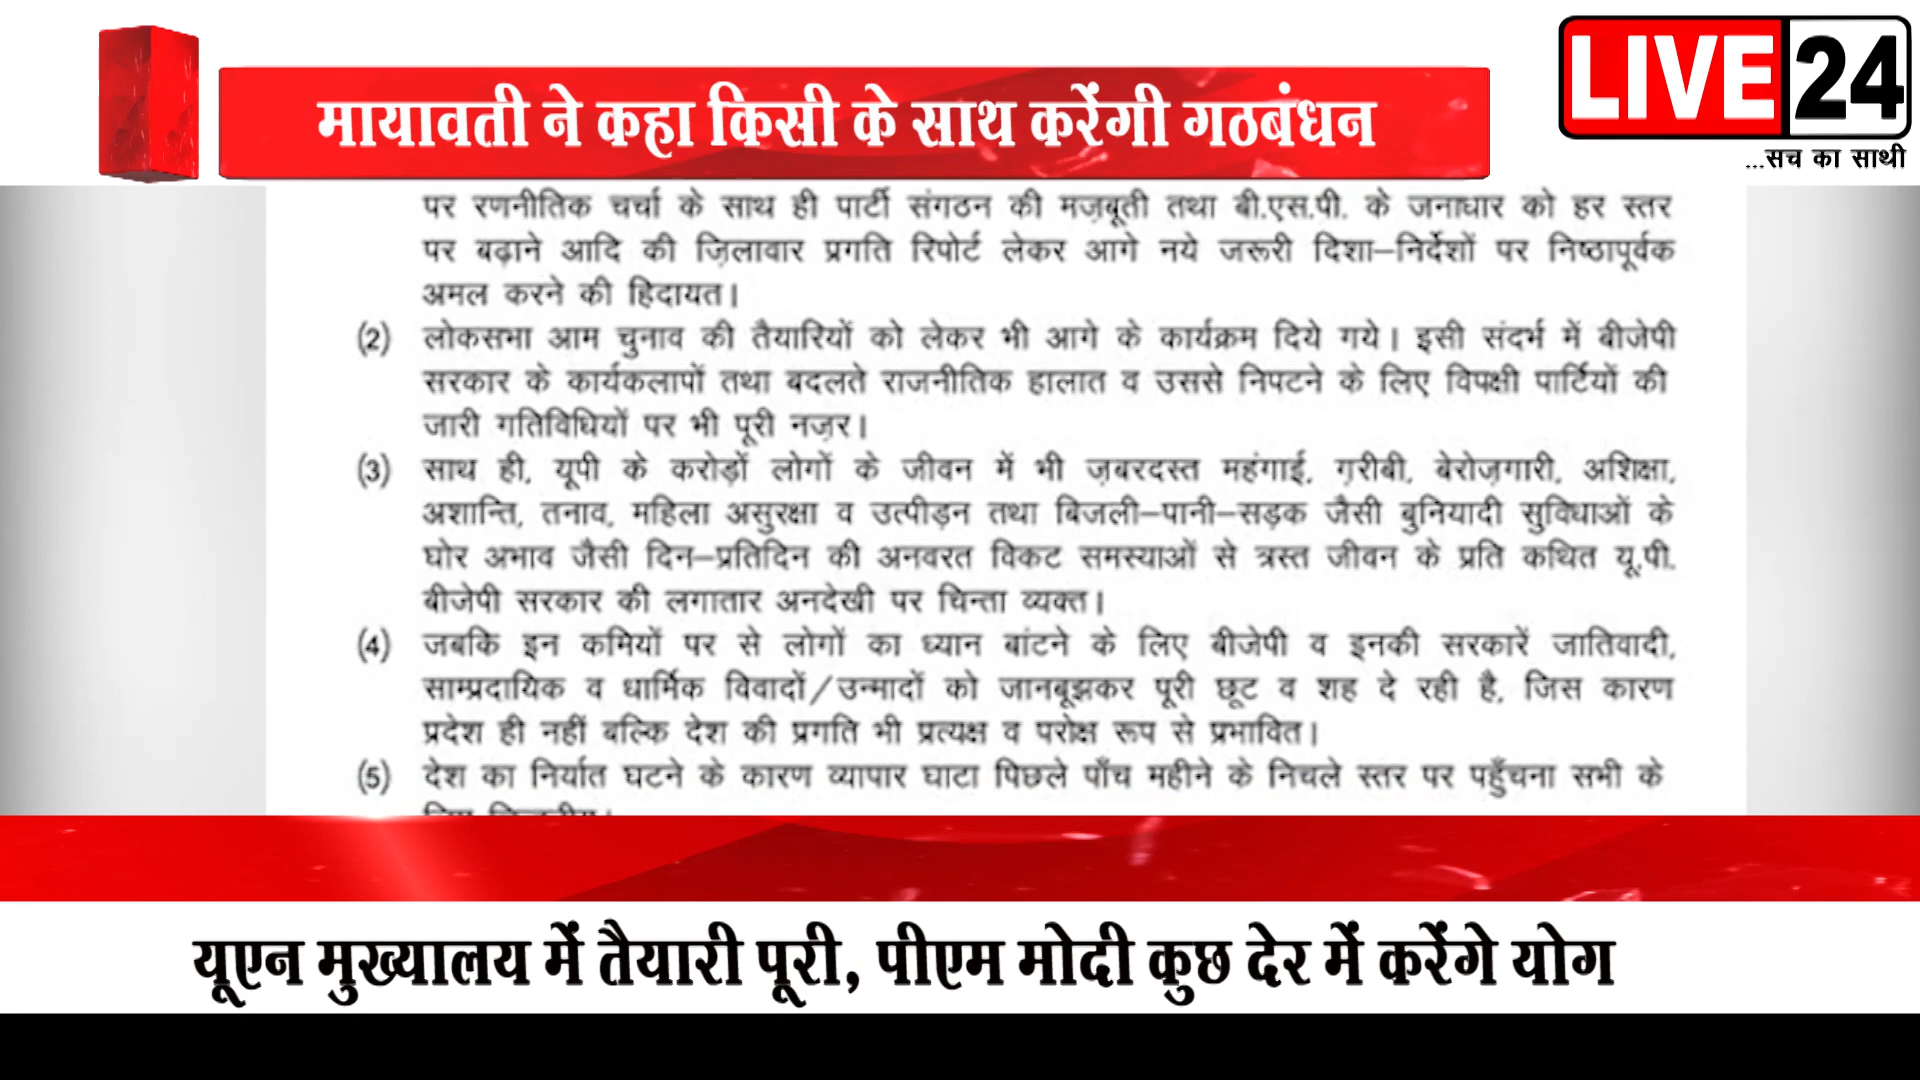 मायावती ने कहा किसी के साथ करेंगी गठबंधन
LIVE 24
...सच का साथी
पर रणनीतिक चर्चा के साथ ही पार्टी संगठन की मज़बूती तथा बी.एस.पी. के जनाधार को हर स्तर
पर बढ़ाने आदि की ज़िलावार प्रगति रिपोर्ट लेकर आगे नये जरूरी दिशा–निर्देशों पर निष्ठापूर्वक
अमल करने की हिदायत।
(2) लोकसभा आम चुनाव की तैयारियों को लेकर भी आगे के कार्यक्रम दिये गये। इसी संदर्भ में बीजेपी
सरकार के कार्यकलापों तथा बदलते राजनीतिक हालात व उससे निपटने के लिए विपक्षी पार्टियों की
जारी गतिविधियों पर भी पूरी नज़र।
(3) साथ ही, यूपी के करोड़ों लोगों के जीवन में भी ज़बरदस्त महंगाई, ग़रीबी, बेरोज़गारी, अशिक्षा,
अशान्ति, तनाव, महिला असुरक्षा व उत्पीड़न तथा बिजली–पानी–सड़क जैसी बुनियादी सुविधाओं के
घोर अभाव जैसी दिन–प्रतिदिन की अनवरत विकट समस्याओं से त्रस्त जीवन के प्रति कथित यू.पी.
बीजेपी सरकार की लगातार अनदेखी पर चिन्ता व्यक्त।
(4) जबकि इन कमियों पर से लोगों का ध्यान बांटने के लिए बीजेपी व इनकी सरकारें जातिवादी,
साम्प्रदायिक व धार्मिक विवादों/उन्मादों को जानबूझकर पूरी छूट व शह दे रही है, जिस कारण
प्रदेश ही नहीं बल्कि देश की प्रगति भी प्रत्यक्ष व परोक्ष रूप से प्रभावित।
(5) देश का निर्यात घटने के कारण व्यापार घाटा पिछले पाँच महीने के निचले स्तर पर पहुँचना सभी के
यूएन मुख्यालय में तैयारी पूरी, पीएम मोदी कुछ देर में करेंगे योग